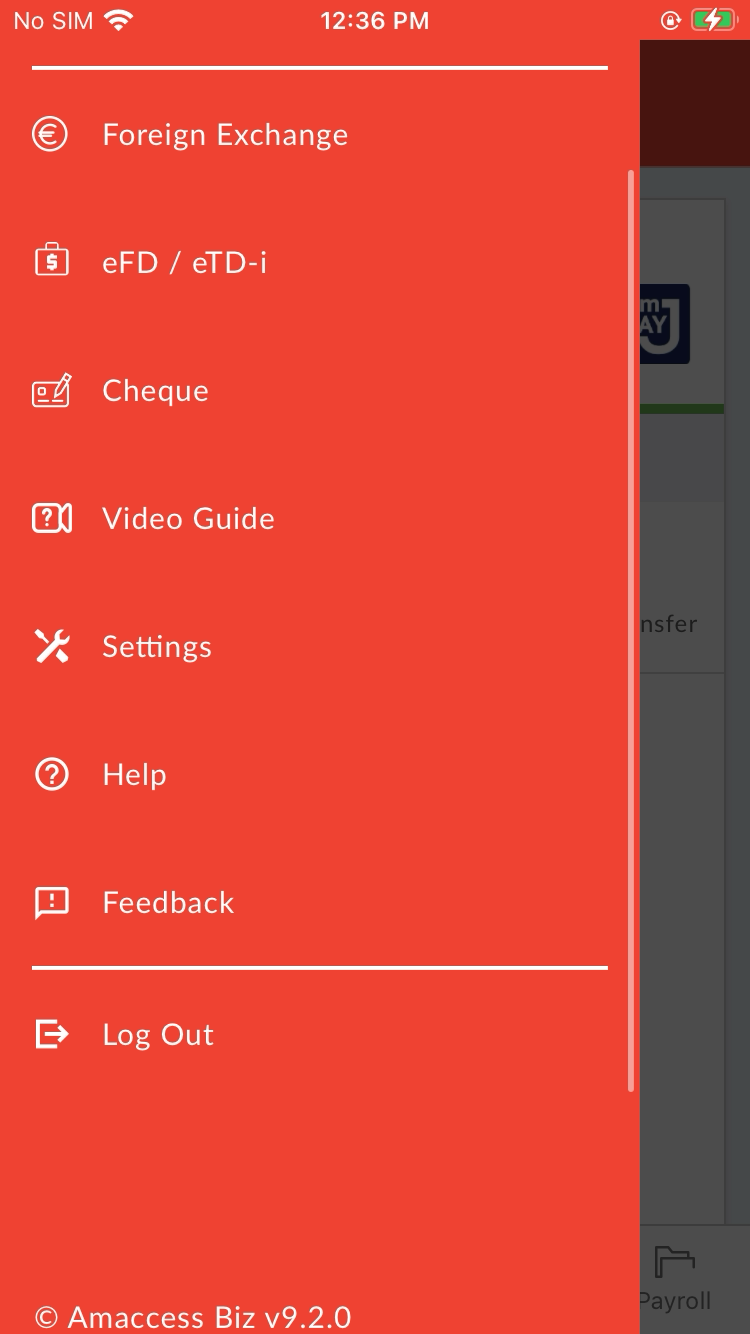 No SIM 12:36 PM
Foreign Exchange
eFD / eTD-i
Cheque
Video Guide
nsfer
Settings
Help
Feedback
Log Out
Payroll
© Amaccess Biz v9.2.0